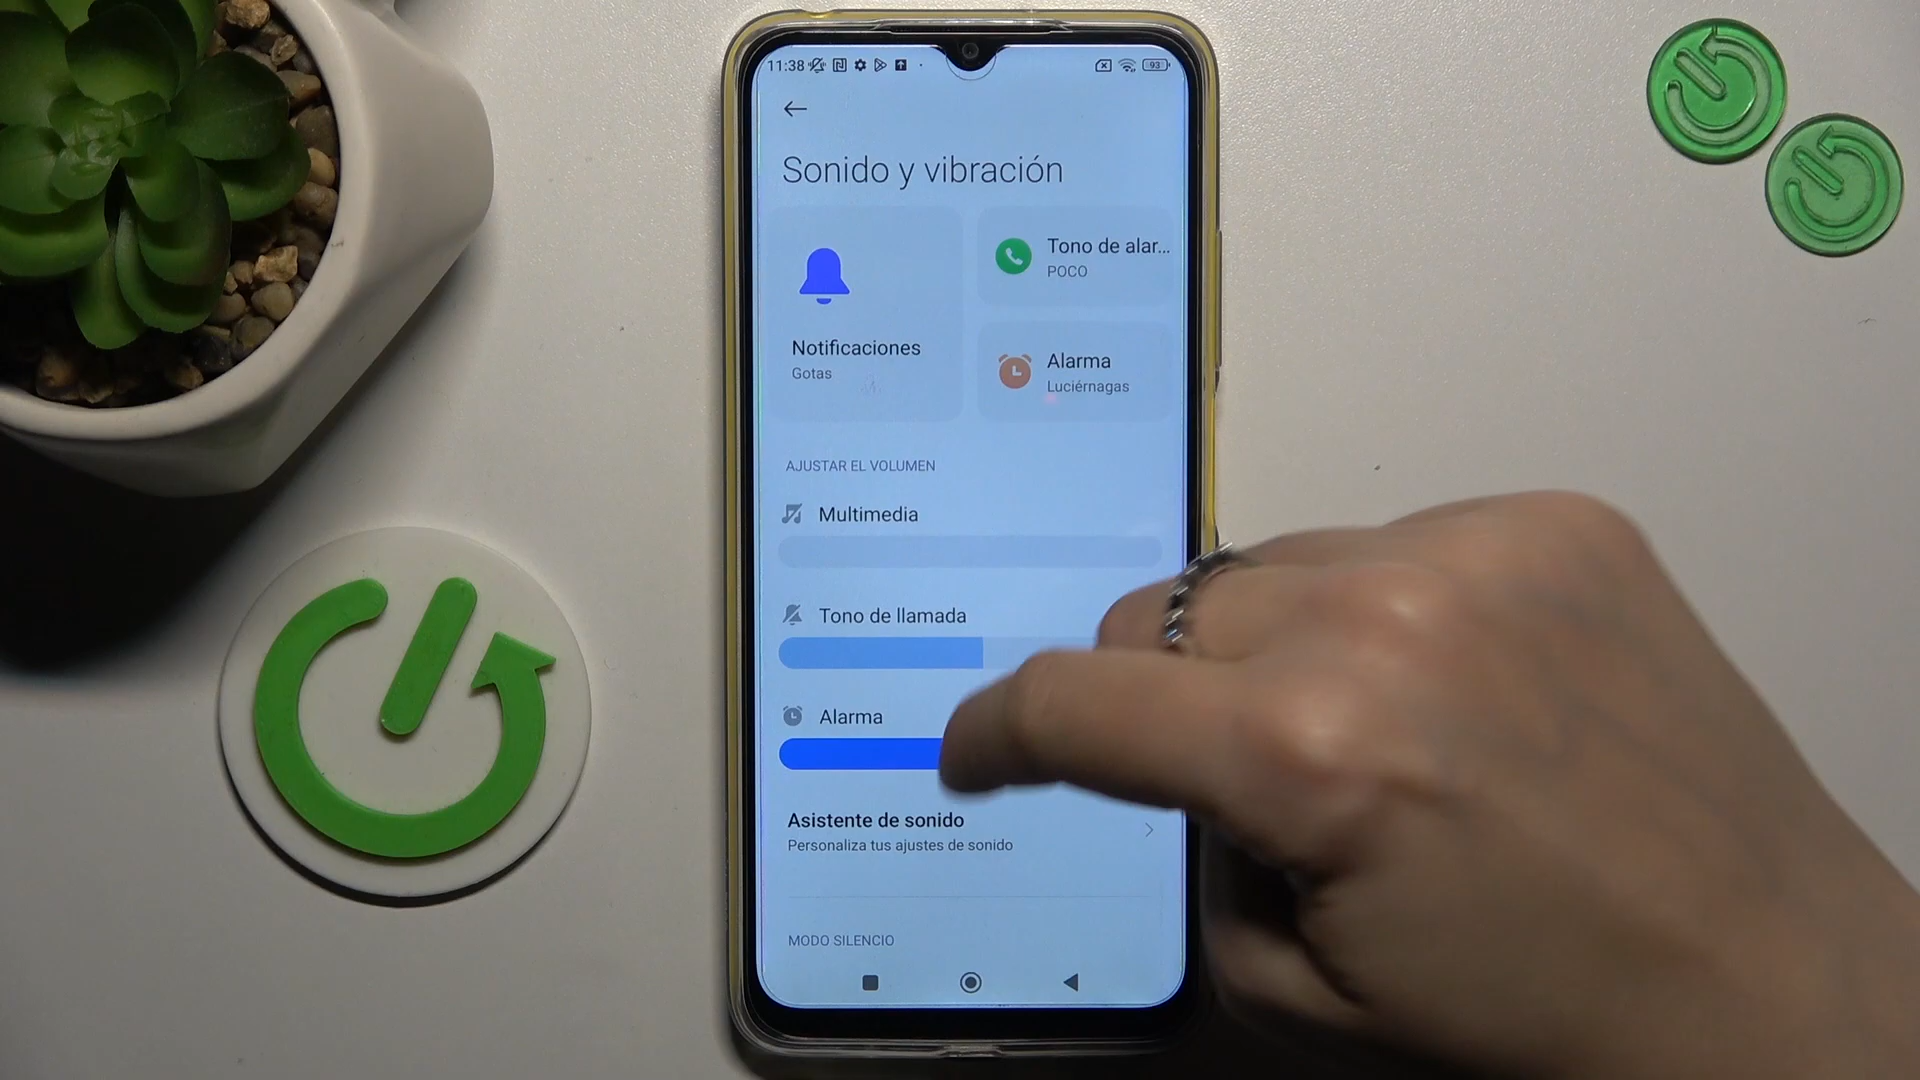 11:38
93
Sonido y vibración
Notificaciones
Gotas
Tono de alar...
POCO
Alarma
Luciérnagas
AJUSTAR EL VOLUMEN
Multimedia
Tono de llamada
Alarma
Asistente de sonido
Personaliza tus ajustes de sonido
MODO SILENCIO